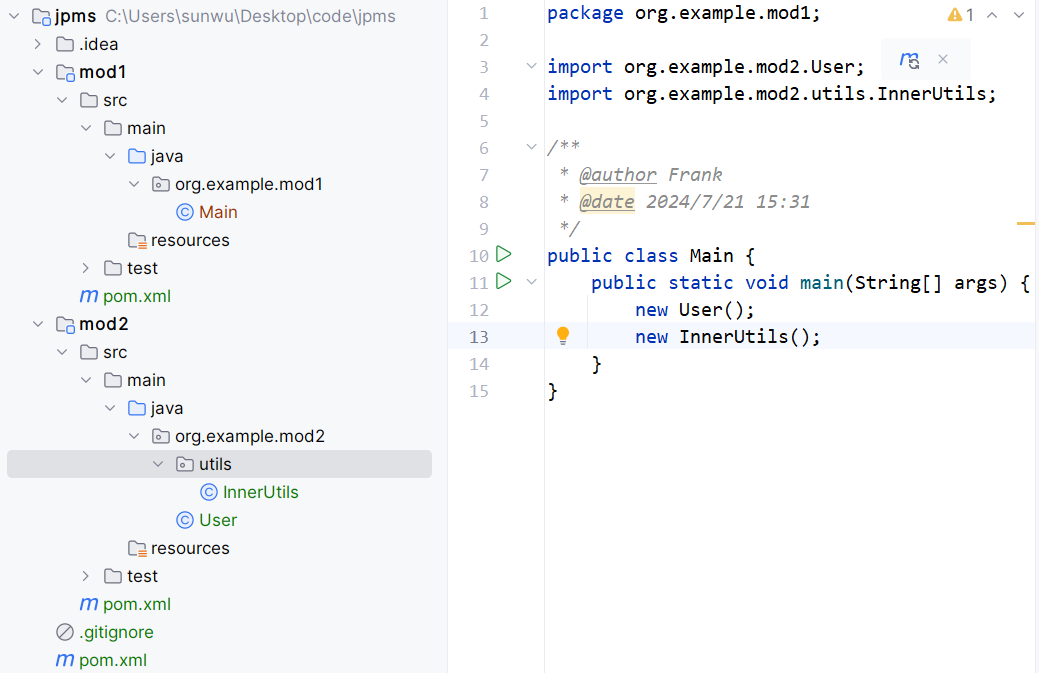 jpms C:\Users\sunwu\Desktop\code\jpms
.idea
mod1
src
main
java
org.example.mod1
Main
resources
test
pom.xml
mod2
src
main
java
org.example.mod2
utils
InnerUtils
User
resources
test
pom.xml
.gitignore
pom.xml
1 package org.example.mod1;
2
3 import org.example.mod2.User;
4 import org.example.mod2.utils.InnerUtils;
5
6 /**
7 * @author Frank
8 * @date 2024/7/21 15:31
9 */
10 public class Main {
11 public static void main(String[] args) {
12 new User();
13 new InnerUtils();
14 }
15 }
1